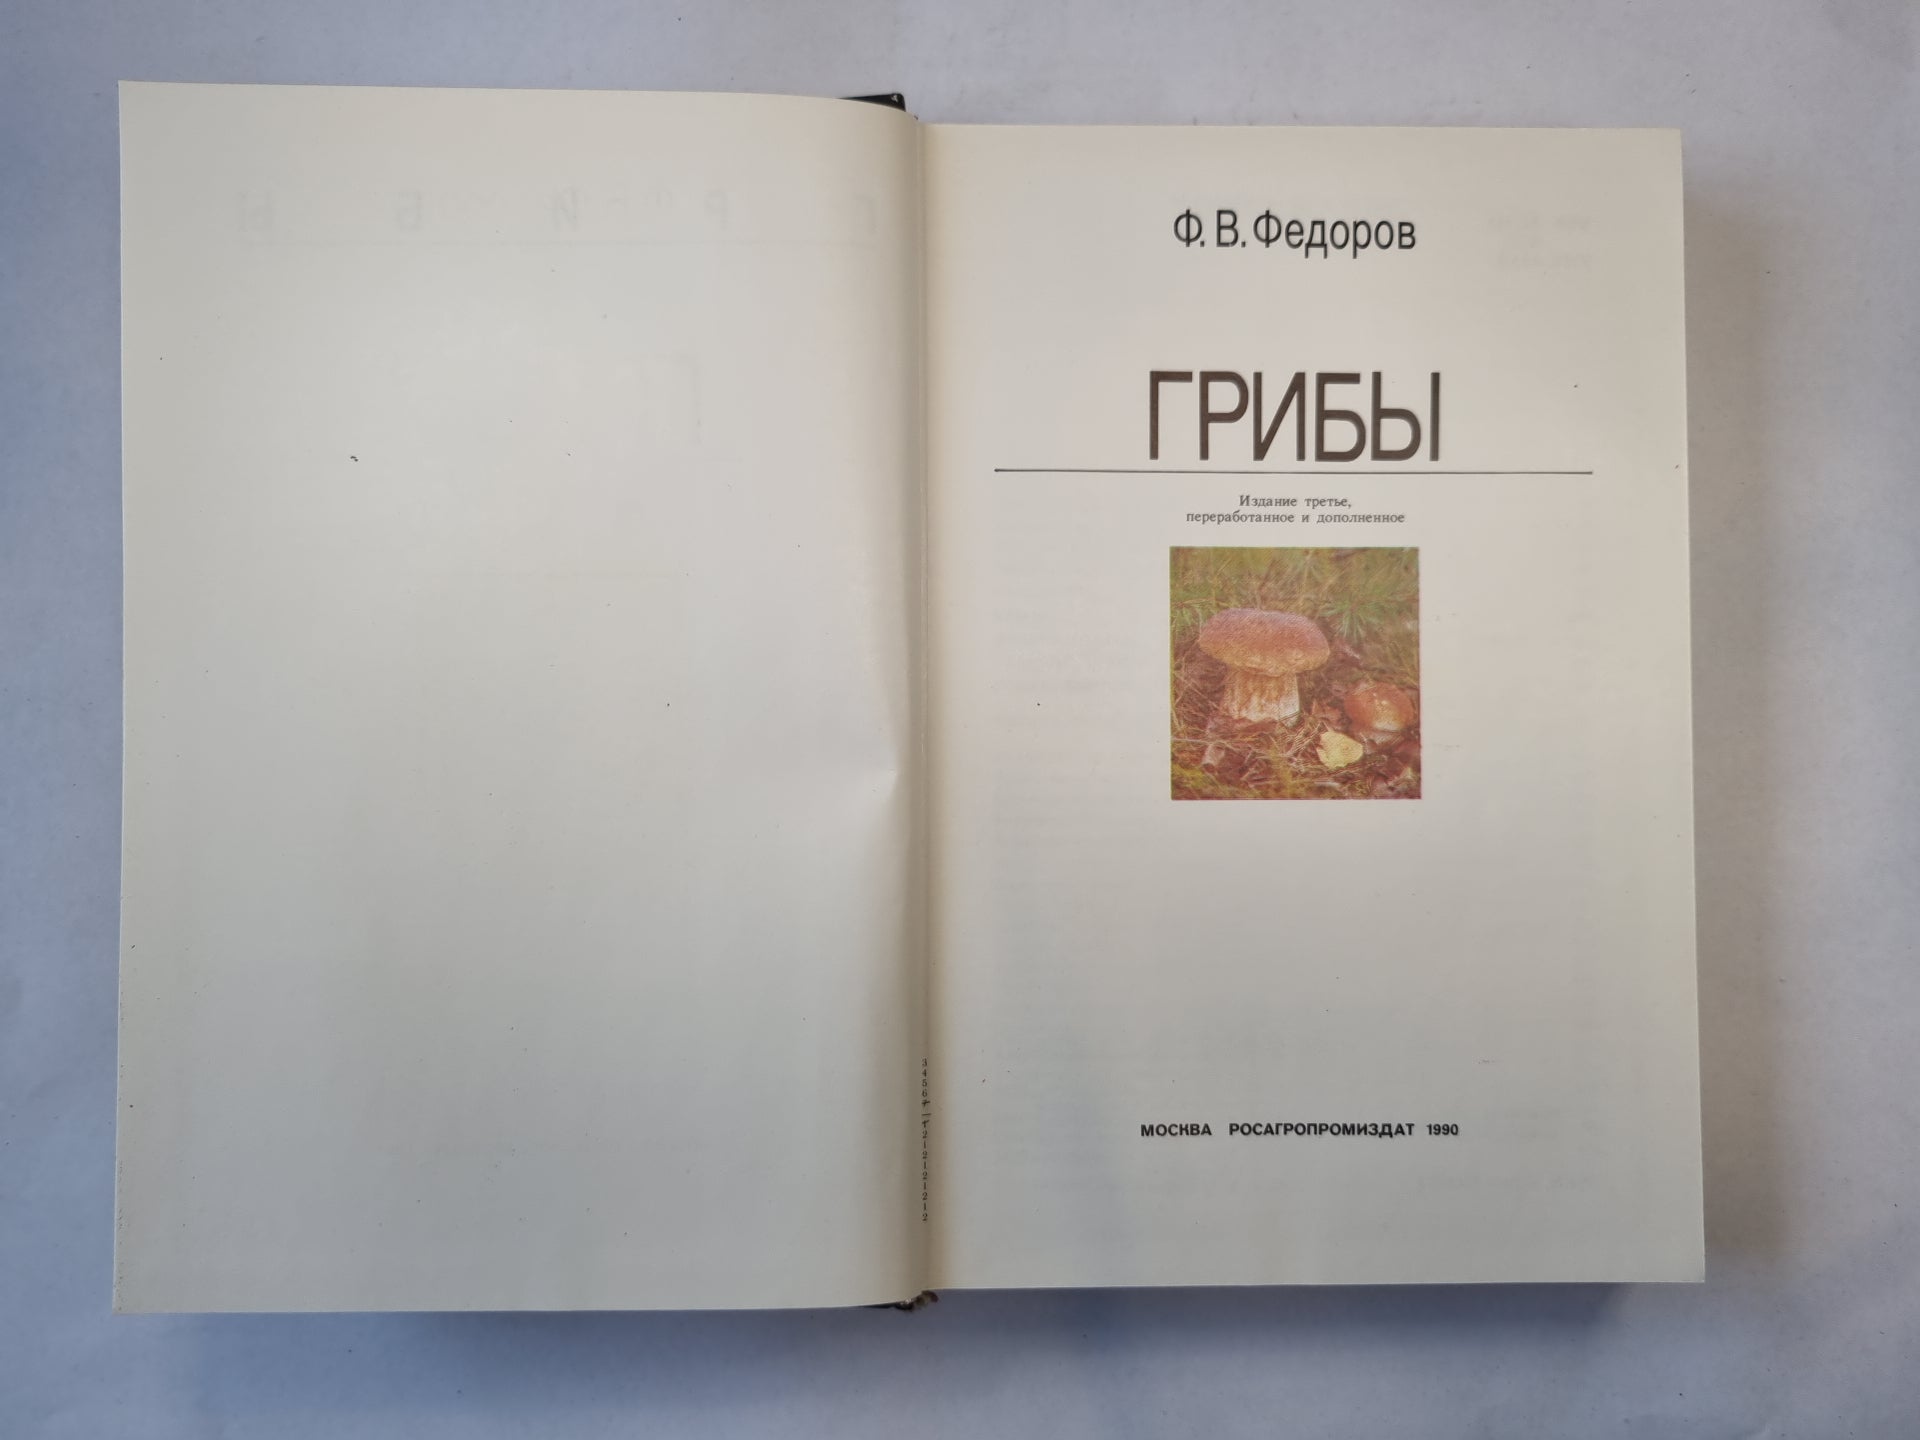 Ф. В. Федоров
ГРИБЫ
Издание третье,
переработанное и дополненное
МОСКВА РОСАГРОПРОМИЗДАТ 1990